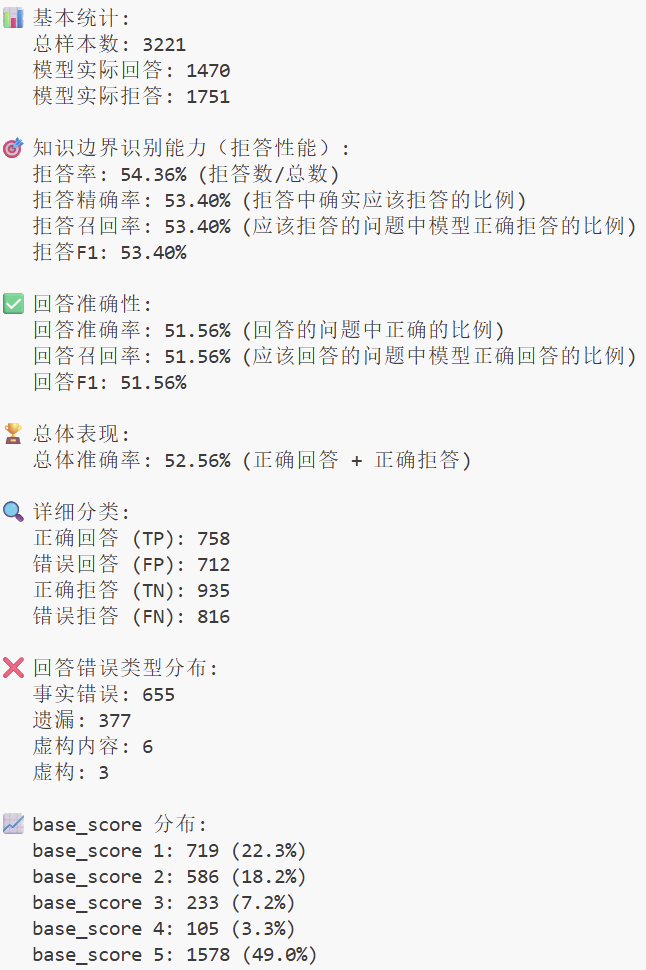 📊 基本统计:
总样本数: 3221
模型实际回答: 1470
模型实际拒答: 1751
🎯 知识边界识别能力（拒答性能）:
拒答率: 54.36% (拒答数/总数)
拒答精确率: 53.40% (拒答中确实应该拒答的比例)
拒答召回率: 53.40% (应该拒答的问题中模型正确拒答的比例)
拒答F1: 53.40%
✅ 回答准确性:
回答准确率: 51.56% (回答的问题中正确的比例)
回答召回率: 51.56% (应该回答的问题中模型正确回答的比例)
回答F1: 51.56%
🏆 总体表现:
总体准确率: 52.56% (正确回答 + 正确拒答)
🔍 详细分类:
正确回答 (TP): 758
错误回答 (FP): 712
正确拒答 (TN): 935
错误拒答 (FN): 816
❌ 回答错误类型分布:
事实错误: 655
遗漏: 377
虚构内容: 6
虚构: 3
📈 base_score 分布:
base_score 1: 719 (22.3%)
base_score 2: 586 (18.2%)
base_score 3: 233 (7.2%)
base_score 4: 105 (3.3%)
base_score 5: 1578 (49.0%)